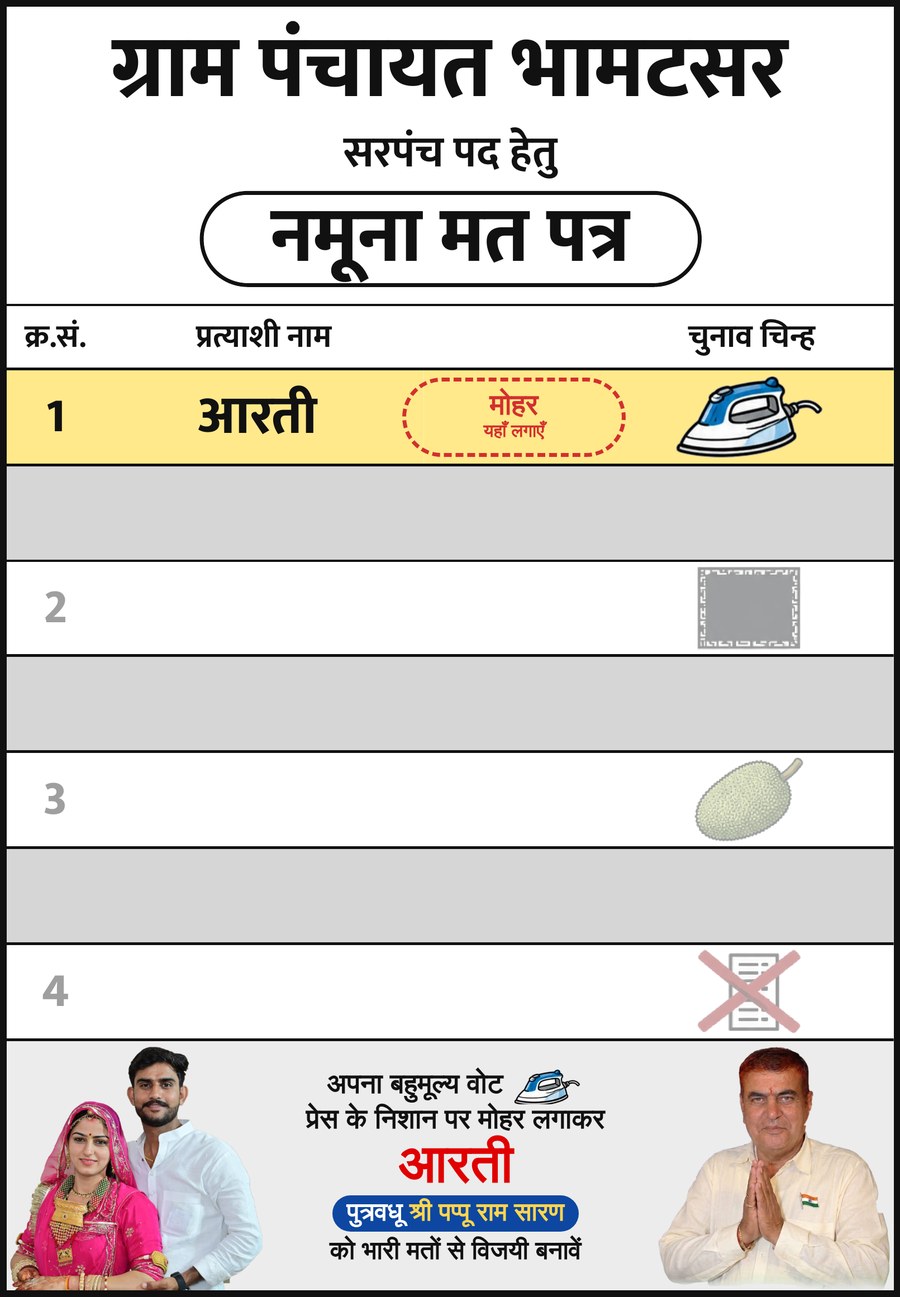 ग्राम पंचायत भामटसर
सरपंच पद हेतु
नमूना मत पत्र
क्र.सं. प्रत्याशी नाम चुनाव चिन्ह
1 आरती मोहर
यहाँ लगाएँ
2
3
4
अपना बहुमूल्य वोट
प्रेस के निशान पर मोहर लगाकर
आरती
पुत्रवधू श्री पप्पू राम सारण
को भारी मतों से विजयी बनावें